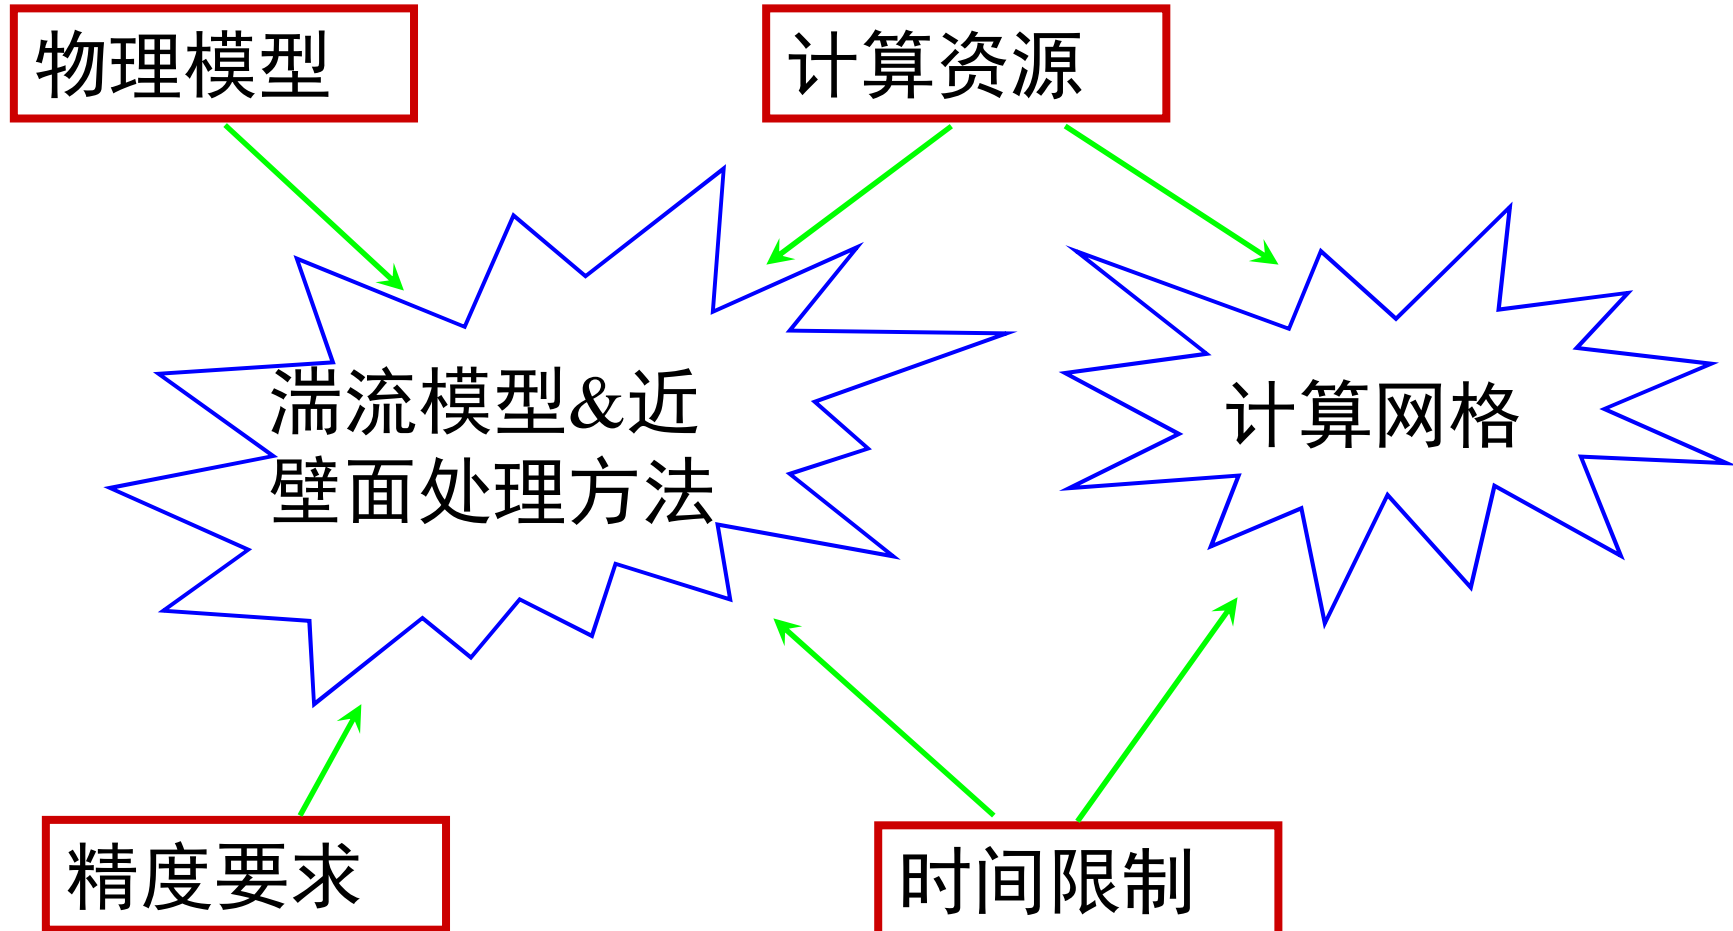 物理模型
计算资源
湍流模型&近
壁面处理方法
计算网格
精度要求
时间限制